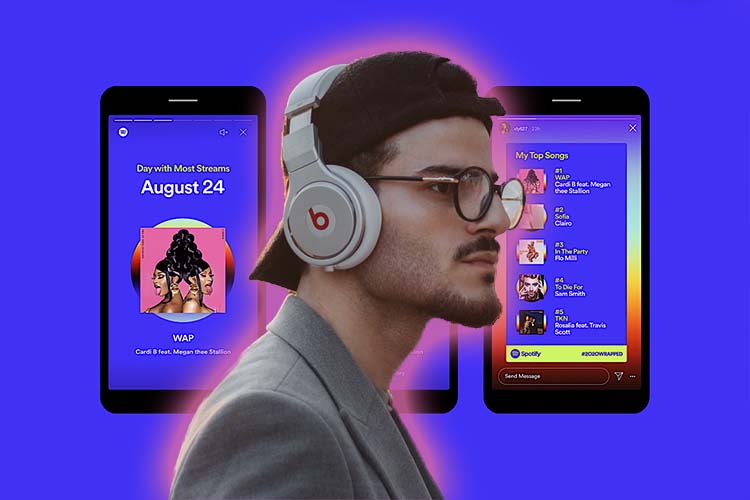 Day with Most Streams
August 24
WAP
Cardi B feat. Megan thee Stallion
b
22h
My Top Songs
#1
WAP
Cardi B feat. Megan
thee Stallion
#2
Sofia
Clairo
#3
In The Party
Flo Milli
#4
To Die For
Sam Smith
#5
TKN
Rosalía feat. Travis
Scott
Spotify
#2020WRAPPED
Send Message